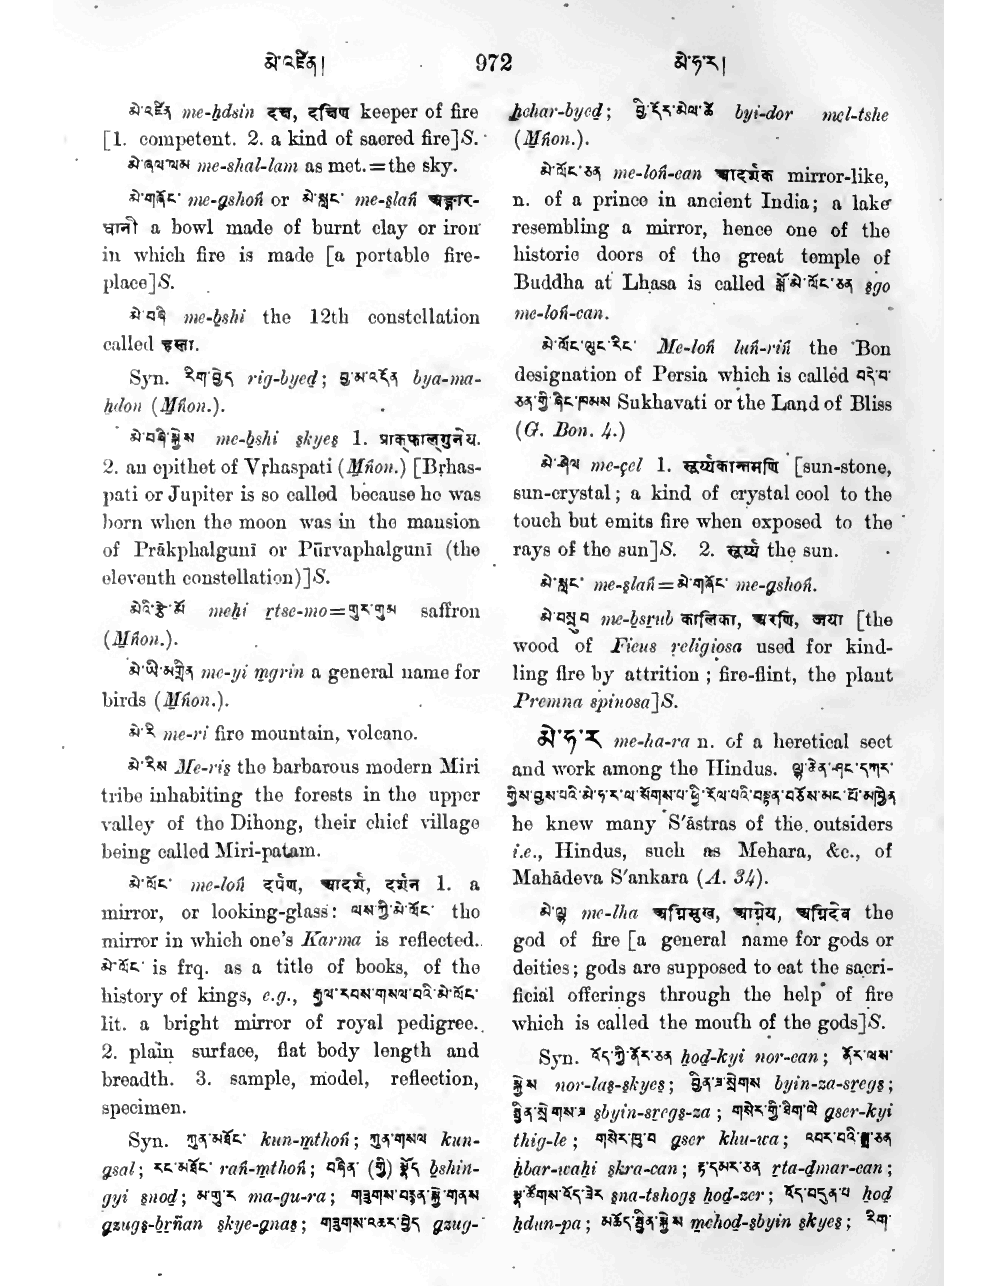 མེ་འཛིན།
972
མེ་ཧ་ར།
མེ་འཛིན me-ḥdsin दक्ष, दक्षिण keeper of fire
[1. competent. 2. a kind of sacred fire]S.
མེ་ཞལ་ལམ me-shal-lam as met.=the sky.
མེ་གཞོང་ me-gshoṅ or མེ་སླང་ me-slaṅ अङ्गार-
धानी a bowl made of burnt clay or iron
in which fire is made [a portable fire-
place]S.
མེ་བཞི me-bshi the 12th constellation
called हस्ता.
Syn. རིག་བྱེད rig-byed; བྱ་མ་འདོན bya-ma-
ḥdon (Mṅon.).
མེ་བཞི་སྐྱེས me-bshi skyes 1. प्राक्फाल्गुनेय.
2. an epithet of Vṛhaspati (Mṅon.) [Bṛhas-
pati or Jupiter is so called because he was
born when the moon was in the mansion
of Prākphalgunī or Pūrvaphalgunī (the
eleventh constellation)]S.
མེའི་རྩེ་མོ meḥi rtse-mo=གུར་གུམ saffron
(Mṅon.).
མེ་ཡི་མགྲིན me-yi mgrin a general name for
birds (Mṅon.).
མེ་རི me-ri fire mountain, volcano.
མེ་རིས Me-ris the barbarous modern Miri
tribe inhabiting the forests in the upper
valley of the Dihong, their chief village
being called Miri-patam.
མེ་ལོང་ me-loṅ दर्पण, आदर्श, दर्शन 1. a
mirror, or looking-glass: ལས་ཀྱི་མེ་ལོང་ the
mirror in which one's Karma is reflected.
མེ་ལོང་ is frq. as a title of books, of the
history of kings, e.g., རྒྱལ་རབས་གསལ་བའི་མེ་ལོང་
lit. a bright mirror of royal pedigree.
2. plain surface, flat body length and
breadth. 3. sample, model, reflection,
specimen.
Syn. ཀུན་མཐོང་ kun-mthoṅ; ཀུན་གསལ kun-
gsal; རང་མཐོང་ raṅ-mthoṅ; བཞིན་ (གྱི) སྣོད bshin-
gyi snod; མ་གུ་ར ma-gu-ra; གཟུགས་བརྙན་སྐྱེ་གནས
gzugs-brñan skye-gnas; གཟུགས་འཆར་བྱེད gzug-
ḥchar-byed; བྱི་དོར་མེལ་ཚེ byi-dor mel-tshe
(Mṅon.).
མེ་ལོང་ཅན me-loṅ-can आदर्शक mirror-like,
n. of a prince in ancient India; a lake
resembling a mirror, hence one of the
historic doors of the great temple of
Buddha at Lhasa is called སྒོ་མེ་ལོང་ཅན sgo
me-loṅ-can.
མེ་ལོང་ལུང་རིང་ Me-loṅ luṅ-riṅ the Bon
designation of Persia which is called བདེ་བ་
ཅན་གྱི་ཞིང་ཁམས Sukhavati or the Land of Bliss
(G. Bon. 4.)
མེ་ཤེལ me-çel 1. सूर्य्यकान्तमणि [sun-stone,
sun-crystal; a kind of crystal cool to the
touch but emits fire when exposed to the
rays of the sun]S. 2. सूर्य्य the sun.
མེ་སླང་ me-slaṅ=མེ་གཞོང་ me-gshoṅ.
མེ་བསྲུབ me-bsrub कालिका, अरणि, जया [the
wood of Ficus religiosa used for kind-
ling fire by attrition; fire-flint, the plant
Premna spinosa]S.
མེ་ཧ་ར me-ha-ra n. of a heretical sect
and work among the Hindus. ལྷ་ཆེན་ཤང་དཀར་
གྱིས་བྱས་པའི་མེ་ཧ་ར་ལ་སོགས་པ་ཕྱི་རོལ་པའི་བསྟན་བཅོས་མང་པོ་མཁྱེན
he knew many S'āstras of the outsiders
i.e., Hindus, such as Mehara, &c., of
Mahādeva S'ankara (A. 34).
མེ་ལྷ me-lha अग्निमुख, आग्नेय, अग्निदेव the
god of fire [a general name for gods or
deities; gods are supposed to eat the sacri-
ficial offerings through the help of fire
which is called the mouth of the gods]S.
Syn. འོད་ཀྱི་ནོར་ཅན ḥod-kyi nor-can; ནོར་ལས་
སྐྱེས nor-las-skyes; བྱིན་ཟ་སྲེགས byin-za-sregs;
སྦྱིན་སྲེགས་ཟ sbyin-sregs-za; གསེར་གྱི་ཐིག་ལེ gser-kyi
thig-le; གསེར་ཁུ་བ gser khu-wa; འབར་བའི་སྐྲ་ཅན
ḥbar-waḥi skra-can; རྟ་དམར་ཅན rta-dmar-can;
སྣ་ཚོགས་འོད་ཟེར sna-tshogs ḥod-zer; འོད་བདུན་པ ḥod
ḥdun-pa; མཆོད་སྦྱིན་སྐྱེས mchod-sbyin skyes; རིག་